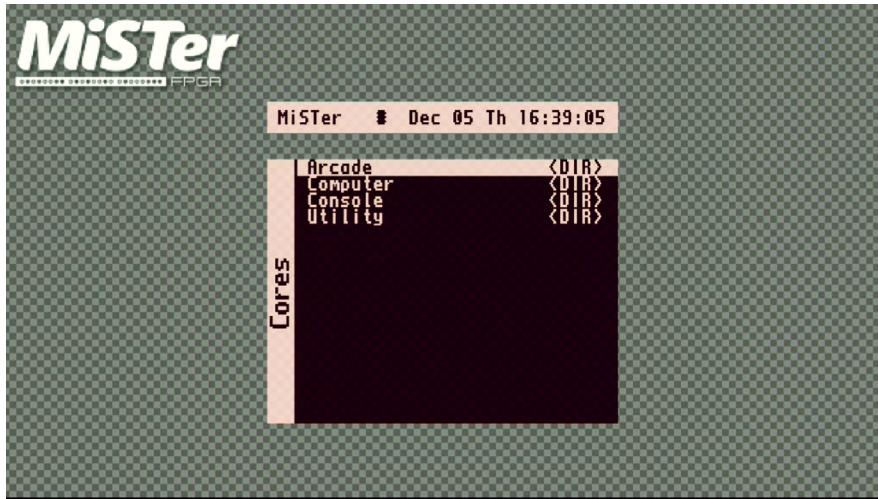 MiSTer
FPGA
MiSTer Dec 05 Th 16:39:05
Arcade <DIR>
Computer <DIR>
Console <DIR>
Utility <DIR>
Cores